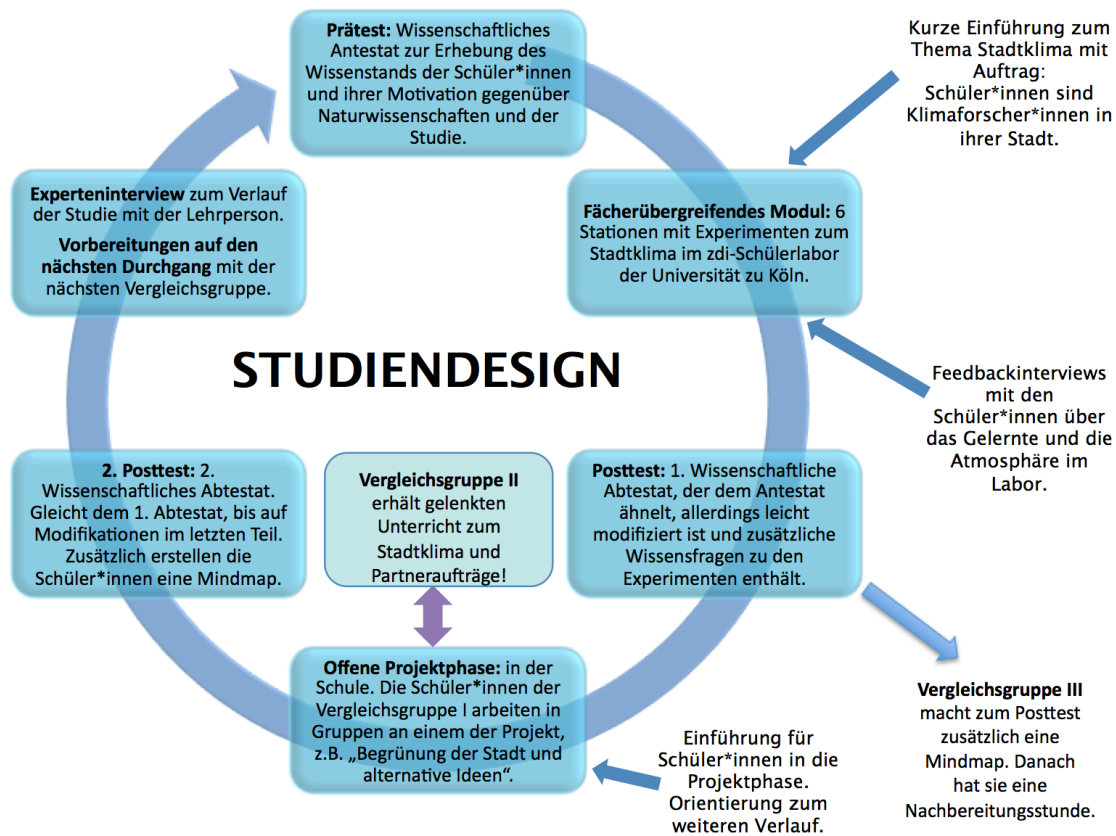 Prätest: Wissenschaftliches
Antestat zur Erhebung des
Wissenstands der Schüler*innen
und ihrer Motivation gegenüber
Naturwissenschaften und der
Studie.
Kurze Einführung zum
Thema Stadtklima mit
Auftrag:
Schüler*innen sind
Klimaforscher*innen in
ihrer Stadt.
Experteninterview zum Verlauf
der Studie mit der Lehrperson.
Vorbereitungen auf den
nächsten Durchgang mit der
nächsten Vergleichsgruppe.
Fächerübergreifendes Modul: 6
Stationen mit Experimenten zum
Stadtklima im zdi-Schülerlabor
der Universität zu Köln.
STUDIENDESIGN
Feedbackinterviews
mit den
Schüler*innen über
das Gelernte und die
Atmosphäre im
Labor.
2. Posttest: 2.
Wissenschaftliches Abtestat.
Gleicht dem 1. Abtestat, bis auf
Modifikationen im letzten Teil.
Zusätzlich erstellen die
Schüler*innen eine Mindmap.
Vergleichsgruppe II
erhält gelenkten
Unterricht zum
Stadtklima und
Partneraufträge!
Posttest: 1. Wissenschaftliche
Abtestat, der dem Antestat
ähnelt, allerdings leicht
modifiziert ist und zusätzliche
Wissensfragen zu den
Experimenten enthält.
Offene Projektphase: in der
Schule. Die Schüler*innen der
Vergleichsgruppe I arbeiten in
Gruppen an einem der Projekt,
z.B. „Begrünung der Stadt und
alternative Ideen“.
Einführung für
Schüler*innen in die
Projektphase.
Orientierung zum
weiteren Verlauf.
Vergleichsgruppe III
macht zum Posttest
zusätzlich eine
Mindmap. Danach
hat sie eine
Nachbereitungsstunde.